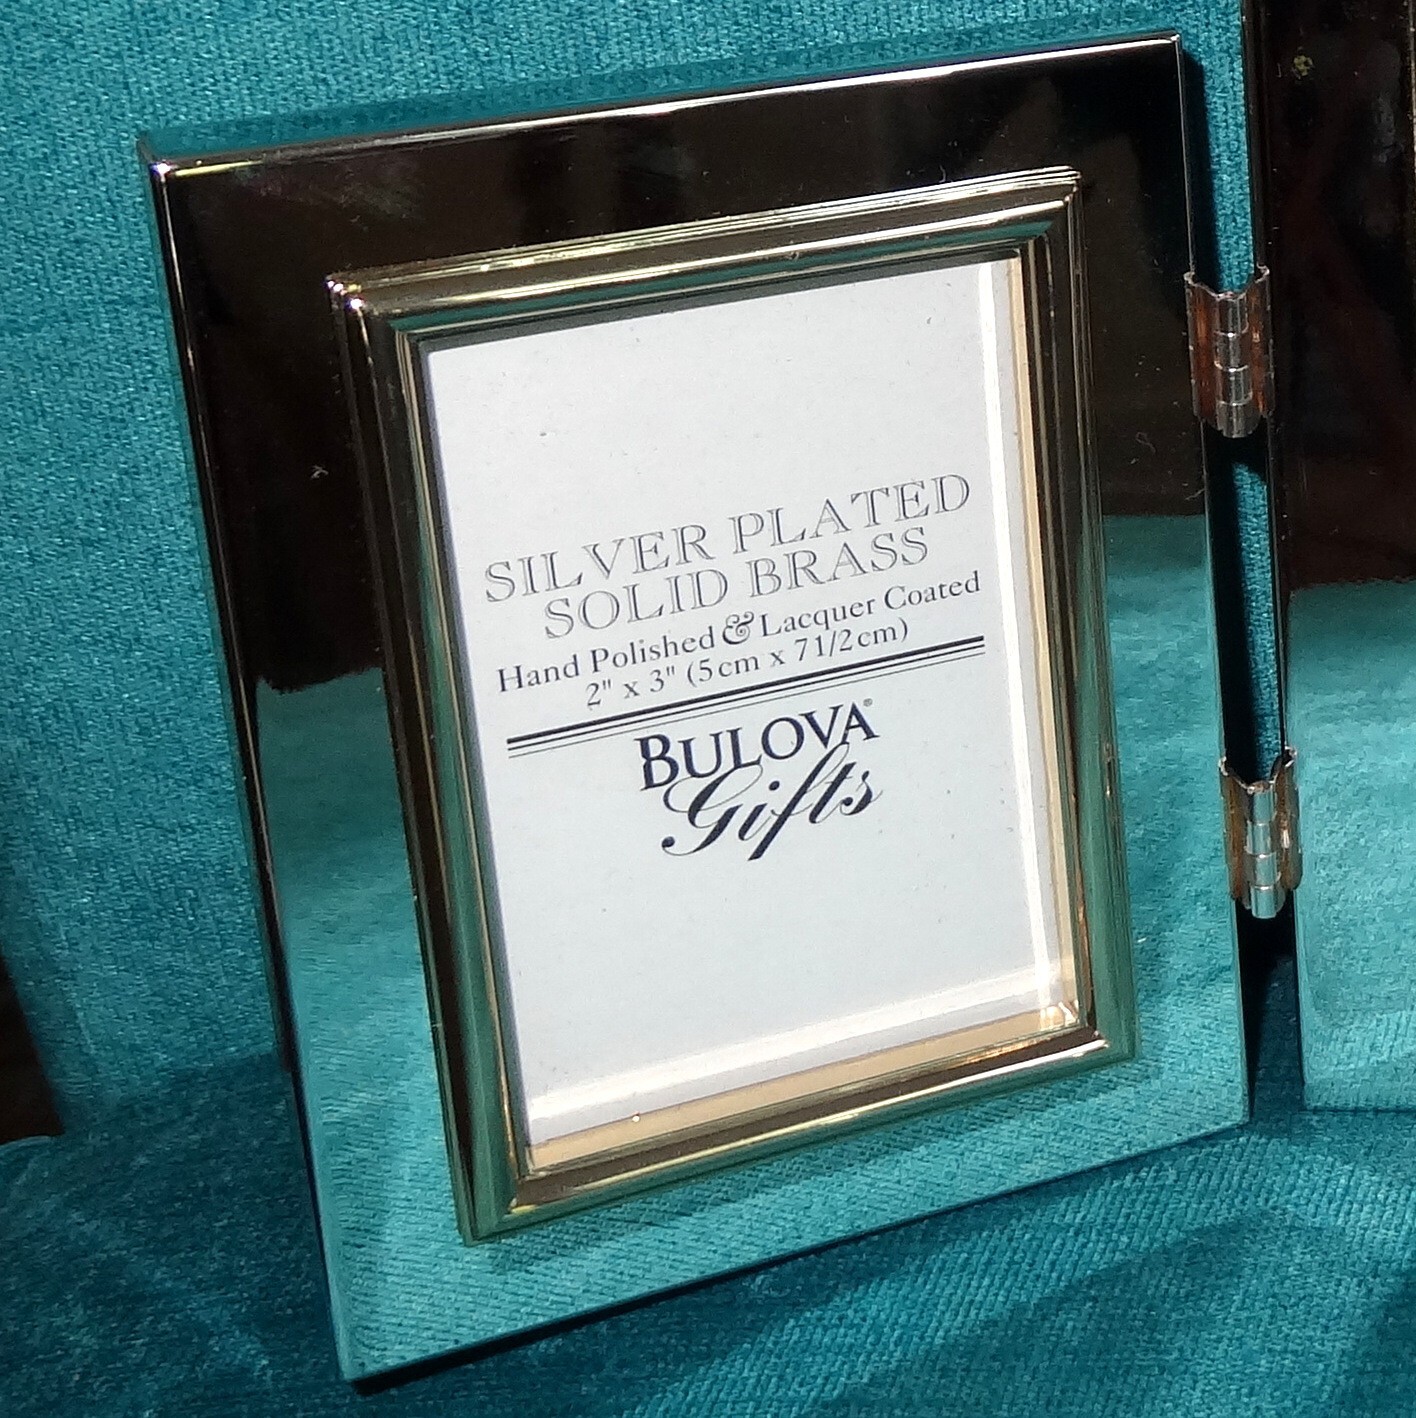 SILVER PLATED
SOLID BRASS
Hand Polished & Lacquer Coated
2" x 3" (5cm x 71/2cm)
BULOVA®
Gifts